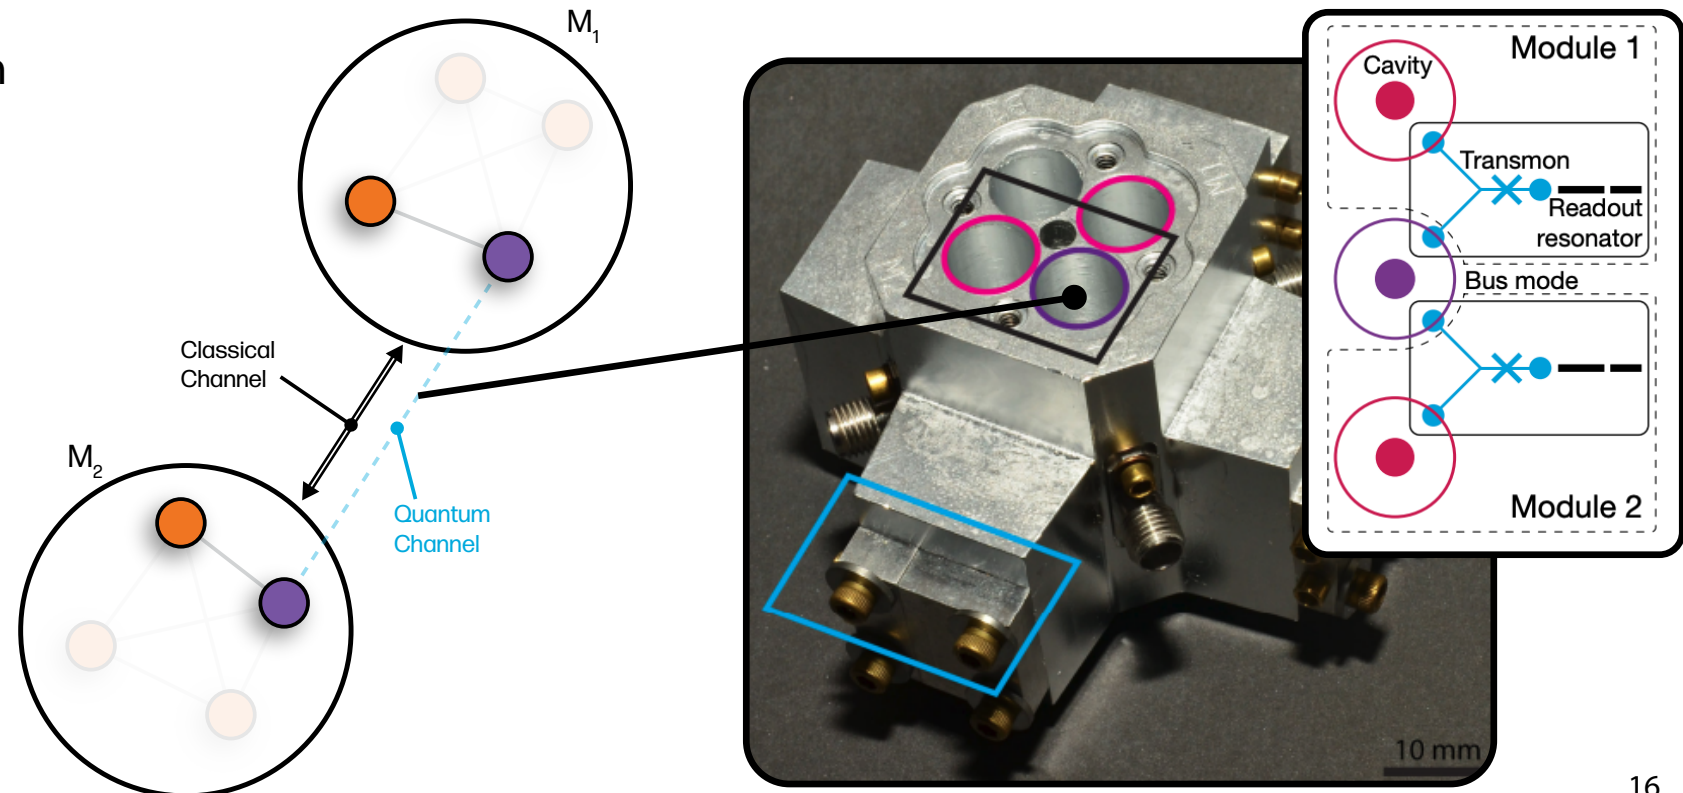 n
M1
Classical
Channel
M2
Quantum
Channel
10 mm
Module 1
Cavity
Transmon
Readout
resonator
Bus mode
Module 2
16